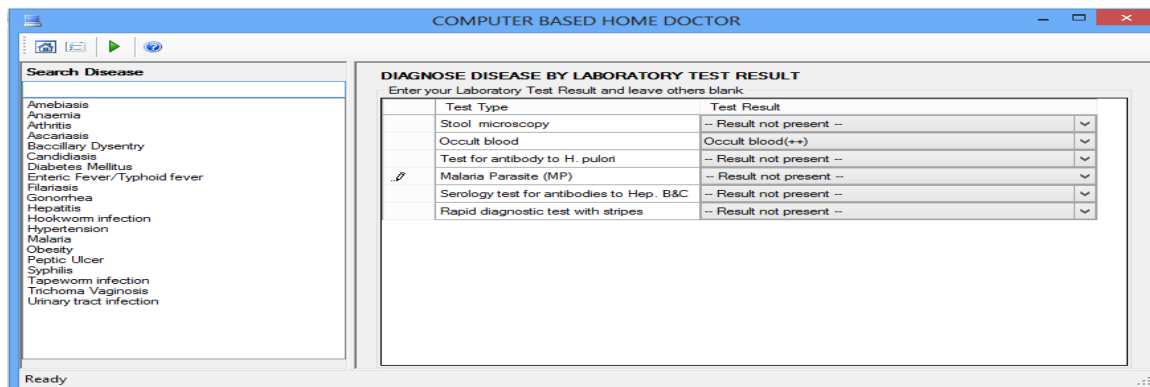 COMPUTER BASED HOME DOCTOR
Search Disease
Amebiasis
Anaemia
Arthritis
Ascariasis
Baccillary Dysentry
Candidiasis
Diabetes Mellitus
Enteric Fever/Typhoid fever
Filariasis
Gonorrhea
Hepatitis
Hookworm infection
Hypertension
Malaria
Obesity
Peptic Ulcer
Syphilis
Tapeworm infection
Trichoma Vaginosis
Urinary tract infection
DIAGNOSE DISEASE BY LABORATORY TEST RESULT
Enter your Laboratory Test Result and leave others blank
Test Type Test Result
Stool microscopy -- Result not present --
Occult blood Occult blood(++)
Test for antibody to H. pulori -- Result not present --
Malaria Parasite (MP) -- Result not present --
Serology test for antibodies to Hep. B&C -- Result not present --
Rapid diagnostic test with stripes -- Result not present --
Ready